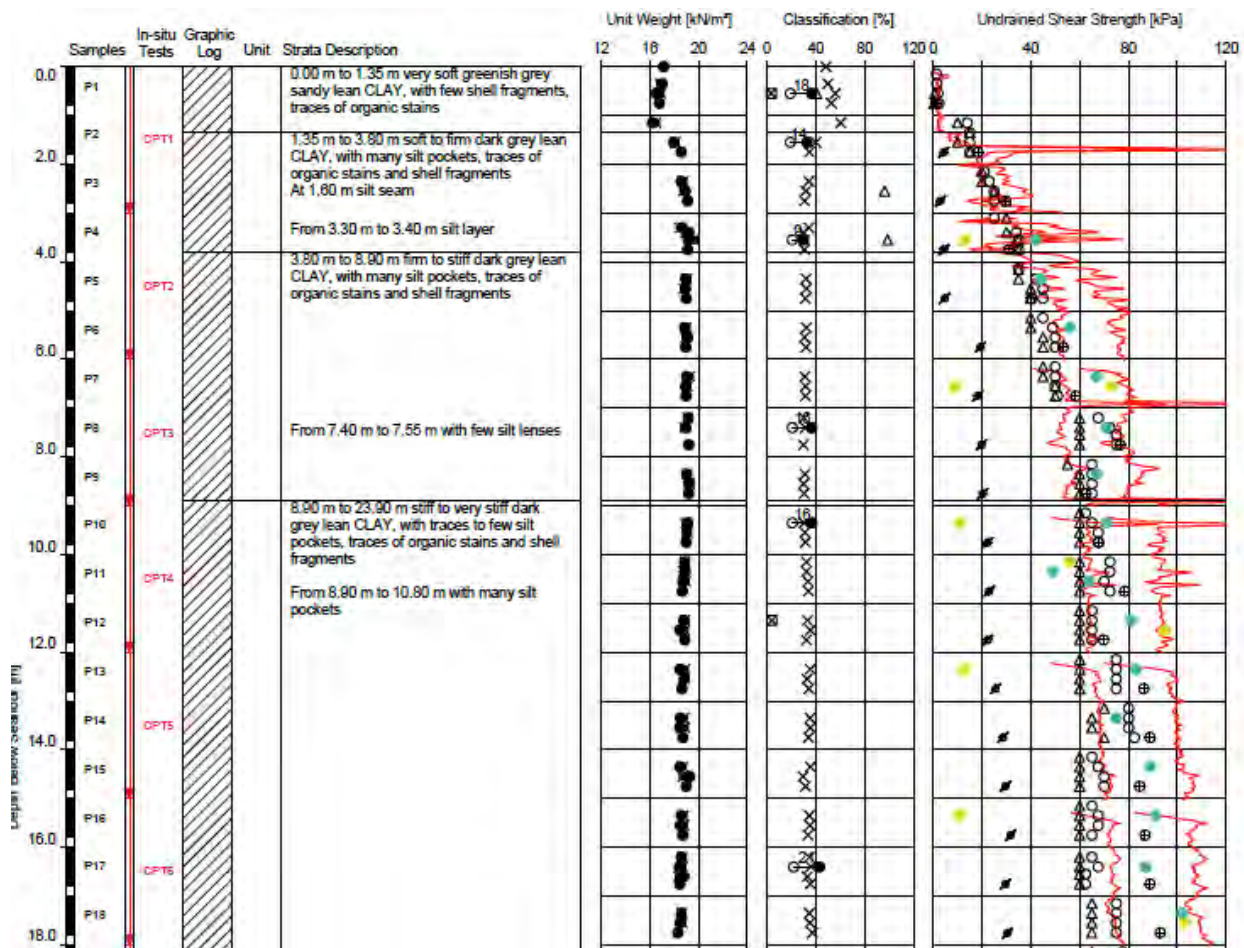 Unit Weight [kN/m³] Classification [%] Undrained Shear Strength [kPa]
In-situ Graphic
Samples Tests Log Unit Strata Description 12 16 20 24 0 40 80 120 0 40 80 120
0.0
0.00 m to 1.35 m very soft greenish grey
sandy lean CLAY, with few shell fragments,
traces of organic stains
P1
18
P2
CPT1
14
1.35 m to 3.80 m soft to firm dark grey lean
CLAY, with many silt pockets, traces of
organic stains and shell fragments
At 1.60 m silt seam
2.0
P3
P4
From 3.30 m to 3.40 m silt layer
4.0
3.80 m to 8.90 m firm to stiff dark grey lean
CLAY, with many silt pockets, traces of
organic stains and shell fragments
P5
CPT2
P6
6.0
P7
P8
CPT3
From 7.40 m to 7.55 m with few silt lenses
8.0
P9
8.90 m to 23.90 m stiff to very stiff dark
grey lean CLAY, with traces to few silt
pockets, traces of organic stains and shell
fragments
P10
16
10.0
P11
CPT4
From 8.90 m to 10.80 m with many silt
pockets
P12
12.0
P13
P14
CPT5
14.0
P15
P16
16.0
P17
CPT6
P18
18.0
Depth Below Seafloor [m]